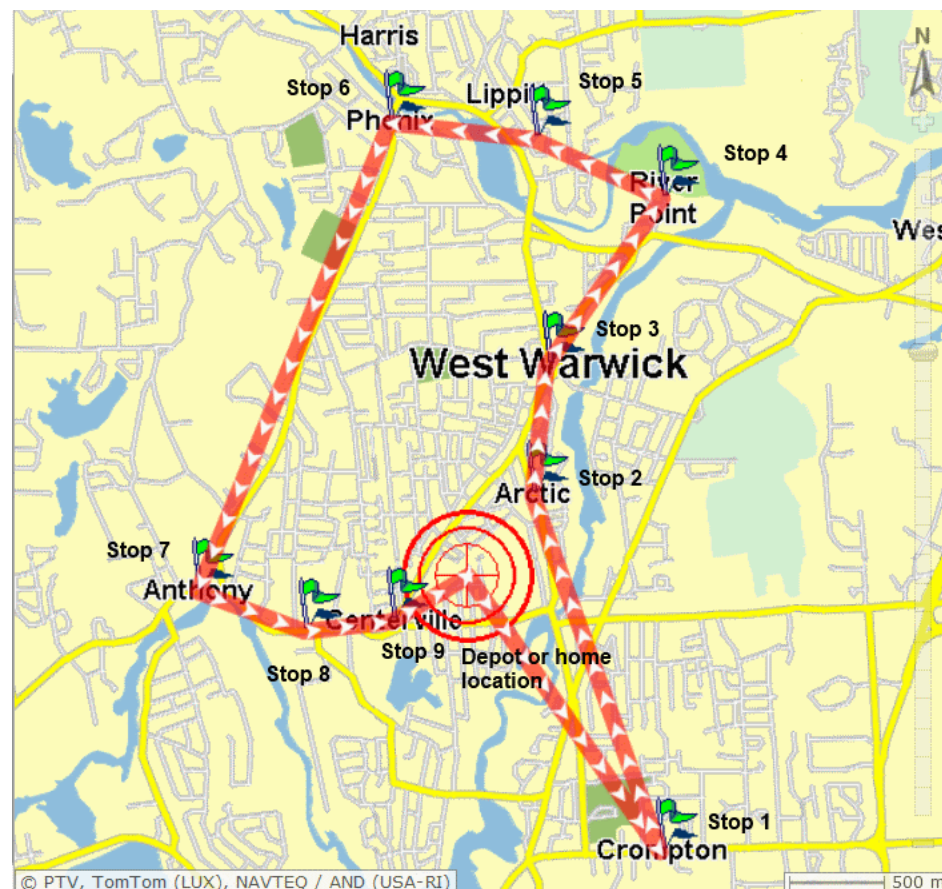 Harris
N
Stop 6
Lippit
Stop 5
Phenix
Stop 4
River
Point
Wes
Stop 3
West Warwick
Stop 2
Arctic
Stop 7
Anthony
Centerville
Stop 9
Depot or home
location
Stop 8
Stop 1
Crompton
© PTV, TomTom (LUX), NAVTEQ / AND (USA-RI)
500 m